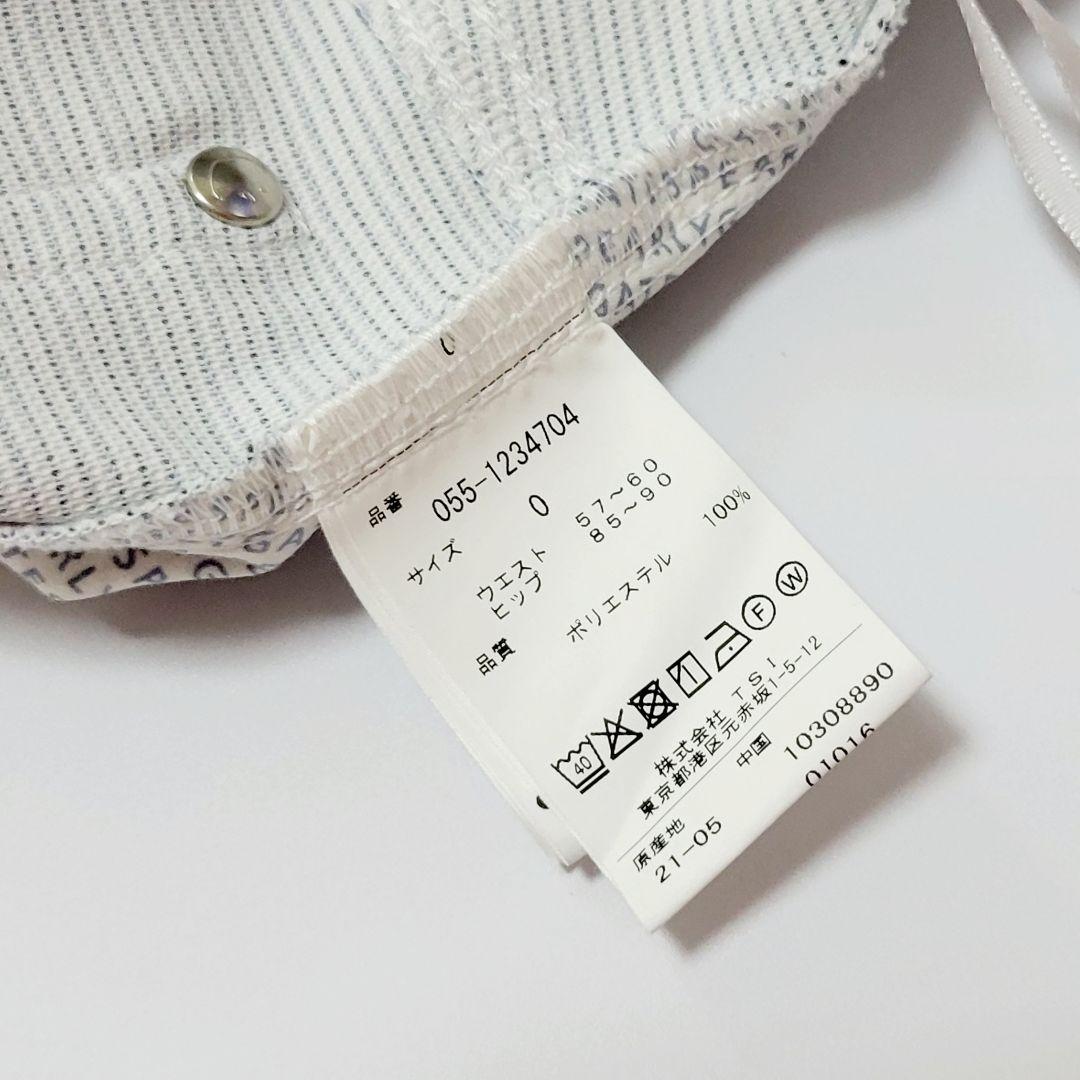 品番 055-1234704
サイズ 0
ウエスト 57~60
ヒップ 85~90
品質 ポリエステル 100%
40
F
W
株式会社 TSI
東京都港区元赤坂1-5-12
原産地 中国 10308890
21-05 01016